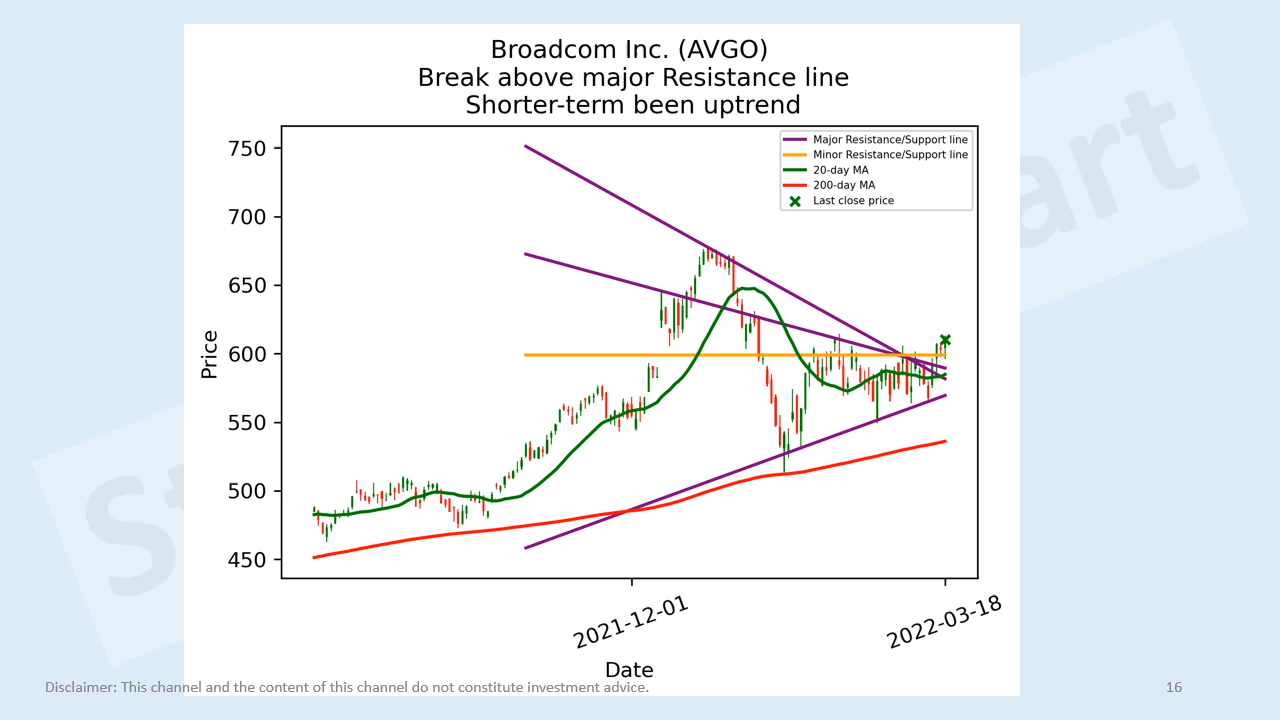 Broadcom Inc. (AVGO)
Break above major Resistance line
Shorter-term been uptrend
Major Resistance/Support line
Minor Resistance/Support line
20-day MA
200-day MA
Last close price
750
700
650
600
550
500
450
Price
2021-12-01
2022-03-18
Date
Disclaimer: This channel and the content of this channel do not constitute investment advice.
16